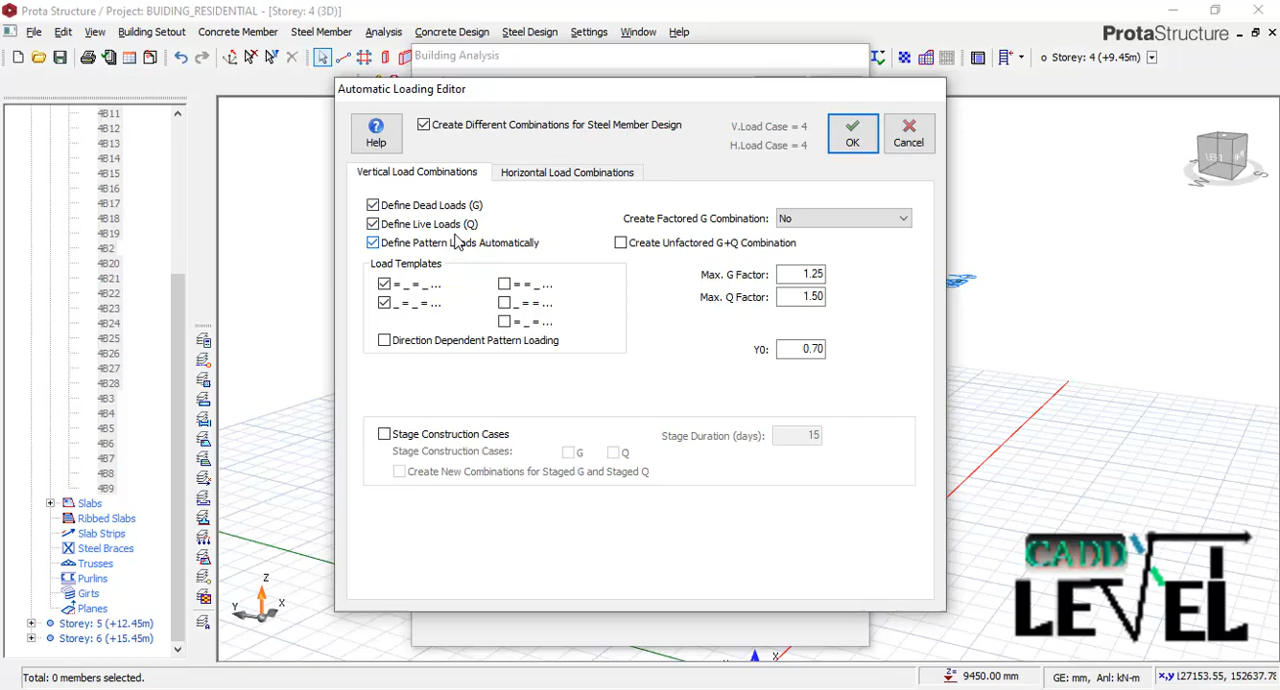 Prota Structure / Project: BUIDING_RESIDENTIAL - [Storey: 4 (3D)]
File Edit View Building Setout Concrete Member Steel Member Analysis Concrete Design Steel Design Settings Window Help
ProtaStructure
Building Analysis
o Storey: 4 (+9.45m)
Automatic Loading Editor
Help
Create Different Combinations for Steel Member Design
V.Load Case = 4
H.Load Case = 4
OK
Cancel
Vertical Load Combinations
Horizontal Load Combinations
Define Dead Loads (G)
Define Live Loads (Q)
Define Pattern Loads Automatically
Create Factored G Combination: No
Create Unfactored G+Q Combination
Load Templates
= _ = _ ...
= = _ ...
_ = _ = ...
_ = = ...
= _ = ...
Direction Dependent Pattern Loading
Max. G Factor: 1.25
Max. Q Factor: 1.50
Y0: 0.70
Stage Construction Cases
Stage Construction Cases: G Q
Create New Combinations for Staged G and Staged Q
Stage Duration (days): 15
4B11
4B12
4B13
4B14
4B15
4B16
4B17
4B18
4B19
4B2
4B20
4B21
4B22
4B23
4B24
4B25
4B26
4B27
4B28
4B3
4B4
4B5
4B6
4B7
4B8
4B9
Slabs
Ribbed Slabs
Slab Strips
Steel Braces
Trusses
Purlins
Girts
Planes
Storey: 5 (+12.45m)
Storey: 6 (+15.45m)
Z
Y
X
X
W
S
CADD
LEVEL
Total: 0 members selected.
Z= 9450.00 mm
GE: mm, Anl: kN-m
x,y
152637.78